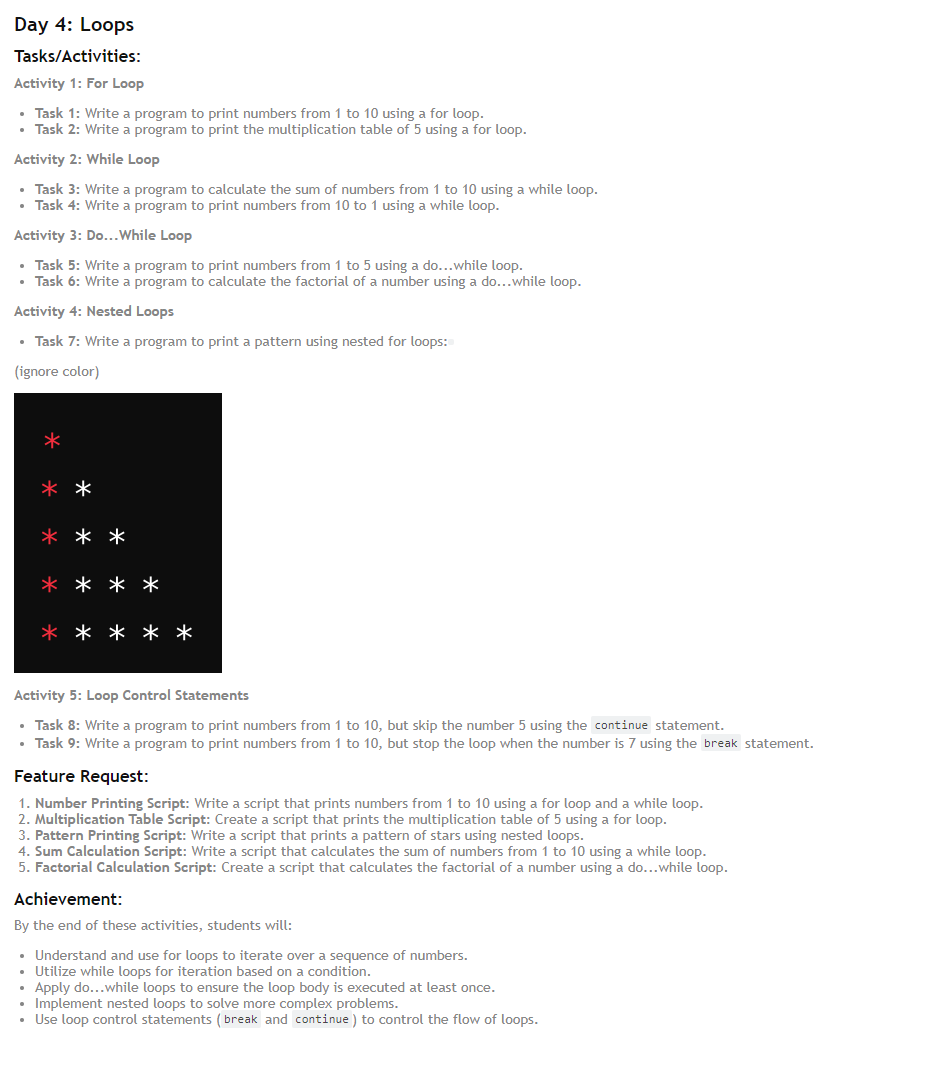 Day 4: Loops
Tasks/Activities:
Activity 1: For Loop
• Task 1: Write a program to print numbers from 1 to 10 using a for loop.
• Task 2: Write a program to print the multiplication table of 5 using a for loop.
Activity 2: While Loop
• Task 3: Write a program to calculate the sum of numbers from 1 to 10 using a while loop.
• Task 4: Write a program to print numbers from 10 to 1 using a while loop.
Activity 3: Do...While Loop
• Task 5: Write a program to print numbers from 1 to 5 using a do...while loop.
• Task 6: Write a program to calculate the factorial of a number using a do...while loop.
Activity 4: Nested Loops
• Task 7: Write a program to print a pattern using nested for loops:
(ignore color)
*
* *
* * *
* * * *
* * * * *
Activity 5: Loop Control Statements
• Task 8: Write a program to print numbers from 1 to 10, but skip the number 5 using the continue statement.
• Task 9: Write a program to print numbers from 1 to 10, but stop the loop when the number is 7 using the break statement.
Feature Request:
1. Number Printing Script: Write a script that prints numbers from 1 to 10 using a for loop and a while loop.
2. Multiplication Table Script: Create a script that prints the multiplication table of 5 using a for loop.
3. Pattern Printing Script: Write a script that prints a pattern of stars using nested loops.
4. Sum Calculation Script: Write a script that calculates the sum of numbers from 1 to 10 using a while loop.
5. Factorial Calculation Script: Create a script that calculates the factorial of a number using a do...while loop.
Achievement:
By the end of these activities, students will:
• Understand and use for loops to iterate over a sequence of numbers.
• Utilize while loops for iteration based on a condition.
• Apply do...while loops to ensure the loop body is executed at least once.
• Implement nested loops to solve more complex problems.
• Use loop control statements (break and continue) to control the flow of loops.